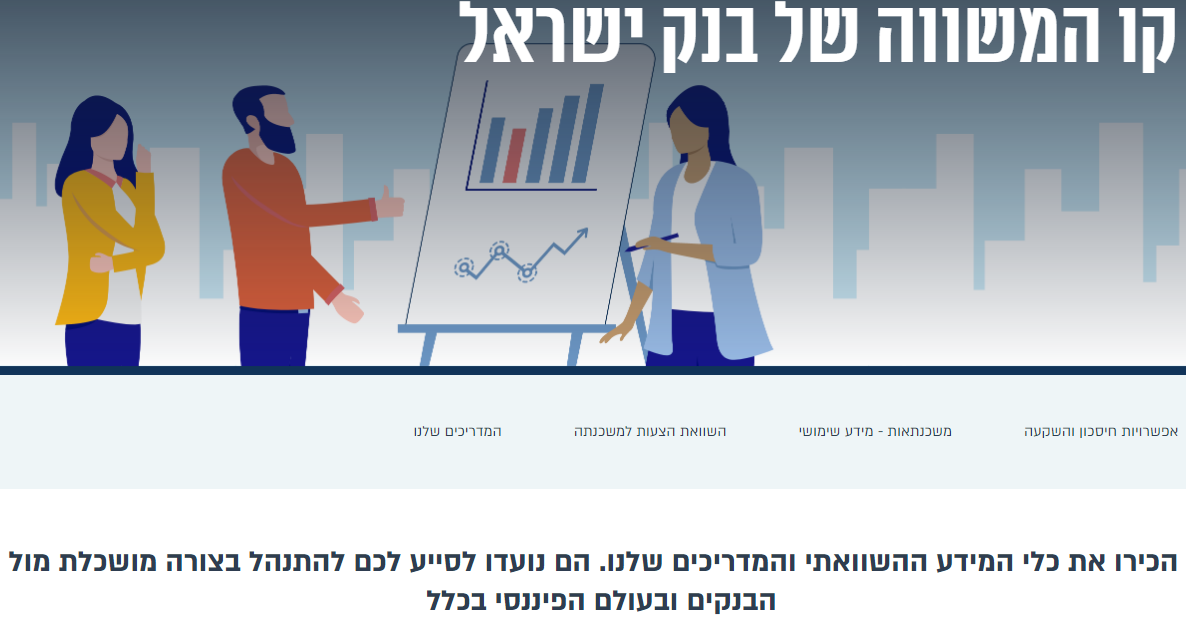 קו המשווה של בנק ישראל
אפשרויות חיסכון והשקעה
משכנתאות - מידע שימושי
השוואת הצעות למשכנתה
המדריכים שלנו
הכירו את כלי המידע ההשוואתי והמדריכים שלנו. הם נועדו לסייע לכם להתנהל בצורה מושכלת מול
הבנקים ובעולם הפיננסי בכלל